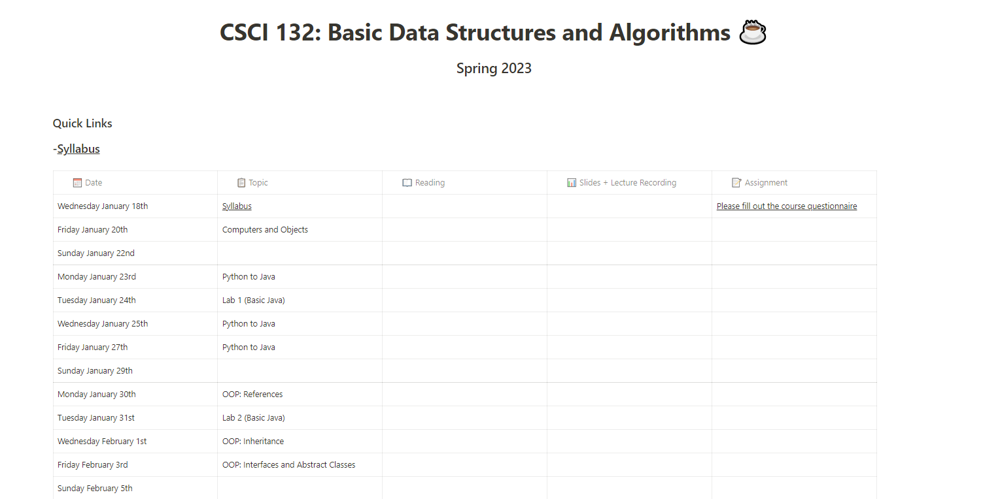 CSCI 132: Basic Data Structures and Algorithms
Spring 2023
Quick Links
-Syllabus
Date Topic Reading Slides + Lecture Recording Assignment
Wednesday January 18th Syllabus Please fill out the course questionnaire
Friday January 20th Computers and Objects
Sunday January 22nd
Monday January 23rd Python to Java
Tuesday January 24th Lab 1 (Basic Java)
Wednesday January 25th Python to Java
Friday January 27th Python to Java
Sunday January 29th
Monday January 30th OOP: References
Tuesday January 31st Lab 2 (Basic Java)
Wednesday February 1st OOP: Inheritance
Friday February 3rd OOP: Interfaces and Abstract Classes
Sunday February 5th